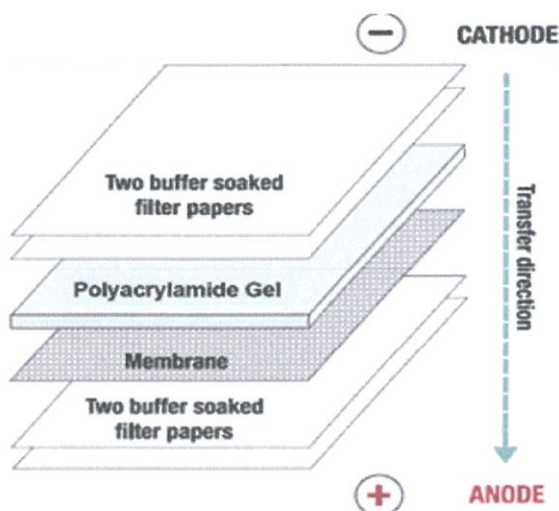 − CATHODE
Two buffer soaked
filter papers
Transfer direction
Polyacrylamide Gel
Membrane
Two buffer soaked
filter papers
+ ANODE